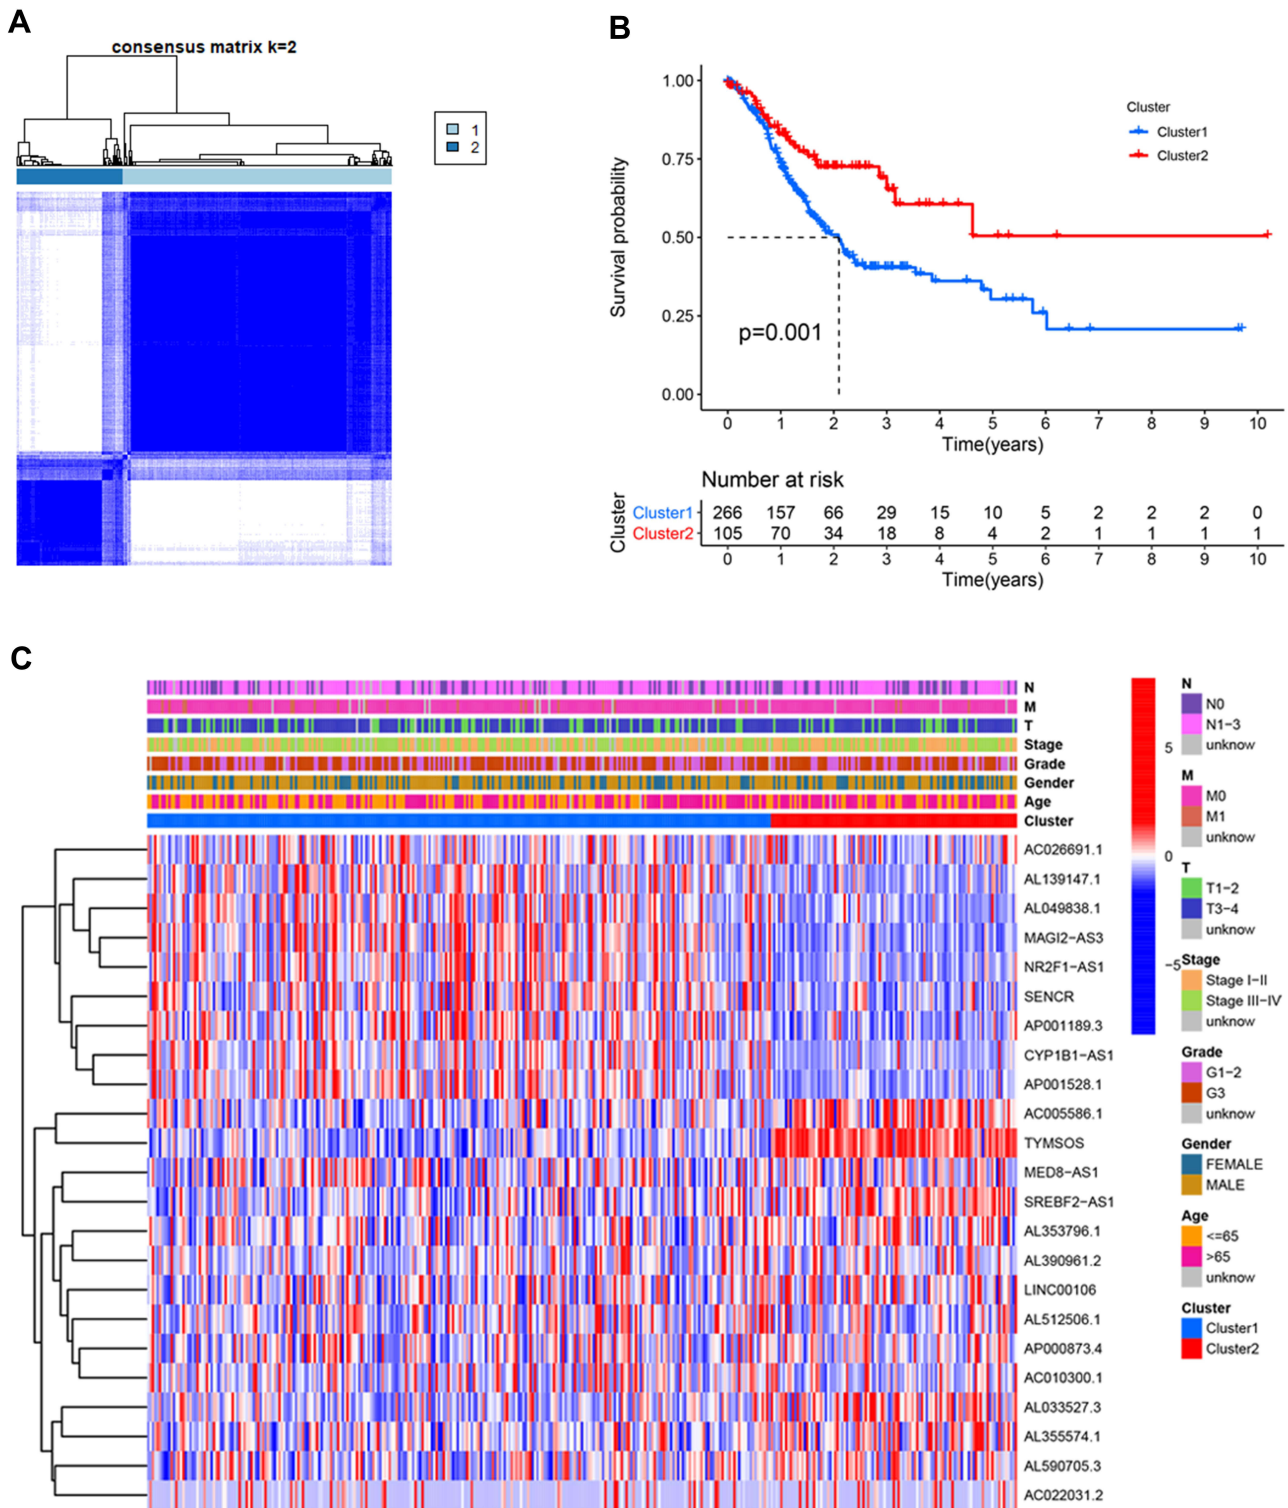 A
consensus matrix k=2
1
2
B
1.00
0.75
0.50
0.25
0.00
Survival probability
p=0.001
Cluster
Cluster1
Cluster2
0 1 2 3 4 5 6 7 8 9 10
Time(years)
Number at risk
Cluster
Cluster1 266 157 66 29 15 10 5 2 2 2 0
Cluster2 105 70 34 18 8 4 2 1 1 1 1
0 1 2 3 4 5 6 7 8 9 10
Time(years)
C
N
M
T
Stage
Grade
Gender
Age
Cluster
AC026691.1
AL139147.1
AL049838.1
MAGI2−AS3
NR2F1−AS1
SENCR
AP001189.3
CYP1B1−AS1
AP001528.1
AC005586.1
TYMSOS
MED8−AS1
SREBF2−AS1
AL353796.1
AL390961.2
LINC00106
AL512506.1
AP000873.4
AC010300.1
AL033527.3
AL355574.1
AL590705.3
AC022031.2
5
0
−5
N
N0
N1−3
unknow
M
M0
M1
unknow
T
T1−2
T3−4
unknow
Stage
Stage I−II
Stage III−IV
unknow
Grade
G1−2
G3
unknow
Gender
FEMALE
MALE
Age
<=65
>65
unknow
Cluster
Cluster1
Cluster2